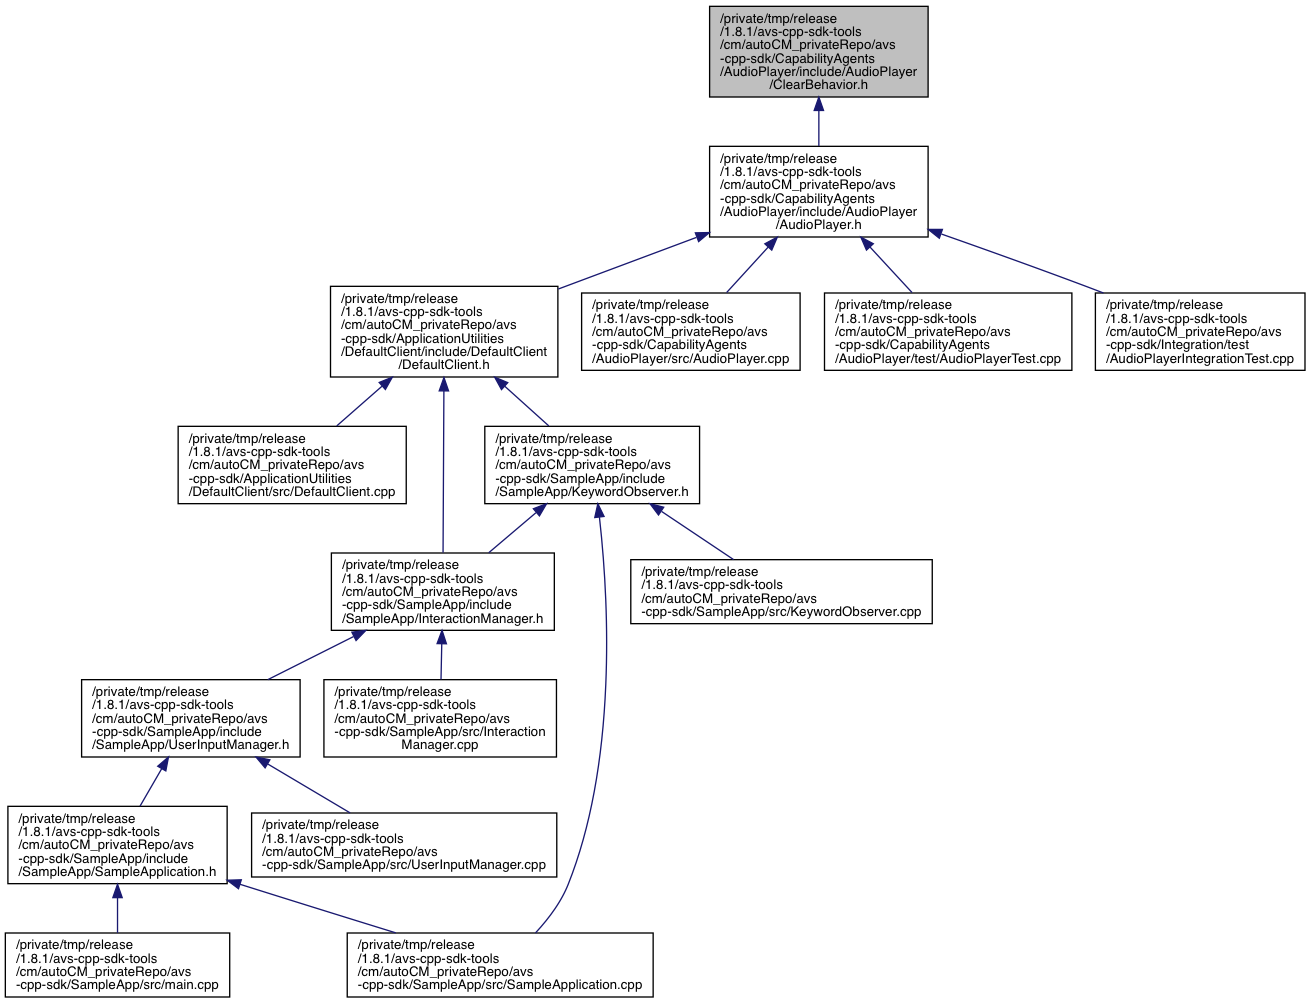 /private/tmp/release
/1.8.1/avs-cpp-sdk-tools
/cm/autoCM_privateRepo/avs
-cpp-sdk/CapabilityAgents
/AudioPlayer/include/AudioPlayer
/ClearBehavior.h
/private/tmp/release
/1.8.1/avs-cpp-sdk-tools
/cm/autoCM_privateRepo/avs
-cpp-sdk/CapabilityAgents
/AudioPlayer/include/AudioPlayer
/AudioPlayer.h
/private/tmp/release
/1.8.1/avs-cpp-sdk-tools
/cm/autoCM_privateRepo/avs
-cpp-sdk/ApplicationUtilities
/DefaultClient/include/DefaultClient
/DefaultClient.h
/private/tmp/release
/1.8.1/avs-cpp-sdk-tools
/cm/autoCM_privateRepo/avs
-cpp-sdk/CapabilityAgents
/AudioPlayer/src/AudioPlayer.cpp
/private/tmp/release
/1.8.1/avs-cpp-sdk-tools
/cm/autoCM_privateRepo/avs
-cpp-sdk/CapabilityAgents
/AudioPlayer/test/AudioPlayerTest.cpp
/private/tmp/release
/1.8.1/avs-cpp-sdk-tools
/cm/autoCM_privateRepo/avs
-cpp-sdk/Integration/test
/AudioPlayerIntegrationTest.cpp
/private/tmp/release
/1.8.1/avs-cpp-sdk-tools
/cm/autoCM_privateRepo/avs
-cpp-sdk/ApplicationUtilities
/DefaultClient/src/DefaultClient.cpp
/private/tmp/release
/1.8.1/avs-cpp-sdk-tools
/cm/autoCM_privateRepo/avs
-cpp-sdk/SampleApp/include
/SampleApp/KeywordObserver.h
/private/tmp/release
/1.8.1/avs-cpp-sdk-tools
/cm/autoCM_privateRepo/avs
-cpp-sdk/SampleApp/include
/SampleApp/InteractionManager.h
/private/tmp/release
/1.8.1/avs-cpp-sdk-tools
/cm/autoCM_privateRepo/avs
-cpp-sdk/SampleApp/src/KeywordObserver.cpp
/private/tmp/release
/1.8.1/avs-cpp-sdk-tools
/cm/autoCM_privateRepo/avs
-cpp-sdk/SampleApp/include
/SampleApp/UserInputManager.h
/private/tmp/release
/1.8.1/avs-cpp-sdk-tools
/cm/autoCM_privateRepo/avs
-cpp-sdk/SampleApp/src/Interaction
Manager.cpp
/private/tmp/release
/1.8.1/avs-cpp-sdk-tools
/cm/autoCM_privateRepo/avs
-cpp-sdk/SampleApp/include
/SampleApp/SampleApplication.h
/private/tmp/release
/1.8.1/avs-cpp-sdk-tools
/cm/autoCM_privateRepo/avs
-cpp-sdk/SampleApp/src/UserInputManager.cpp
/private/tmp/release
/1.8.1/avs-cpp-sdk-tools
/cm/autoCM_privateRepo/avs
-cpp-sdk/SampleApp/src/main.cpp
/private/tmp/release
/1.8.1/avs-cpp-sdk-tools
/cm/autoCM_privateRepo/avs
-cpp-sdk/SampleApp/src/SampleApplication.cpp